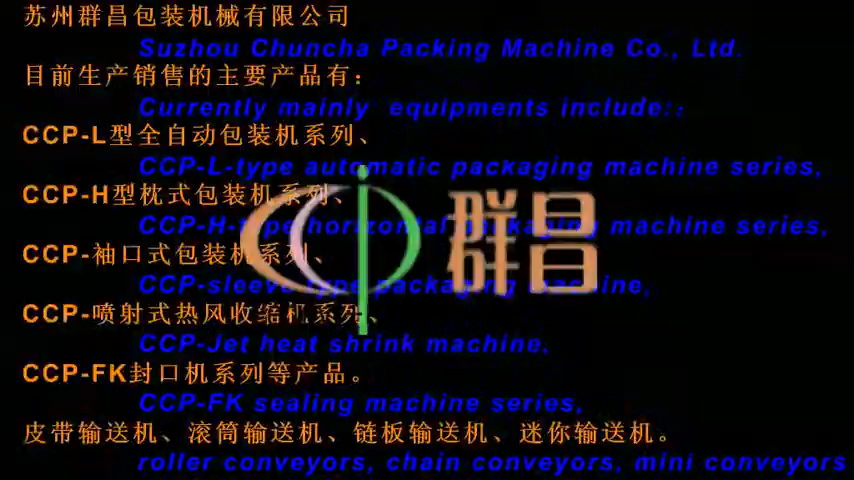 苏州群昌包装机械有限公司
Suzhou Chuncha Packing Machine Co., Ltd.
目前生产销售的主要产品有：
Currently mainly equipments include:；
CCP-L型全自动包装机系列、
CCP-L-type automatic packaging machine series,
CCP-H型枕式包装机系列、
CCP-H-type horizontal packaging machine series,
群昌
CCP-袖口式包装机系列、
CCP-sleeve type packaging machine,
CCP-喷射式热风收缩机系列、
CCP-Jet heat shrink machine,
CCP-FK封口机系列等产品。
CCP-FK sealing machine series,
皮带输送机、滚筒输送机、链板输送机、迷你输送机。
roller conveyors, chain conveyors, mini conveyors